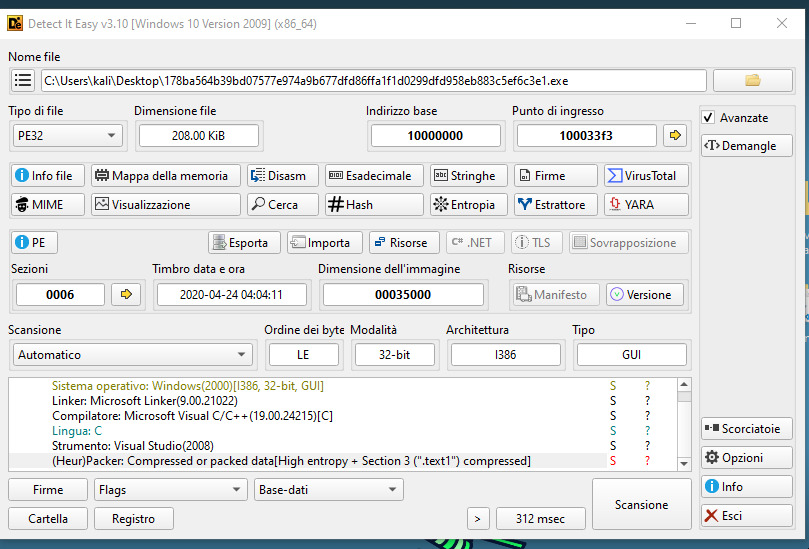 Detect It Easy v3.10 [Windows 10 Version 2009] (x86_64)
Nome file
C:\Users\kali\Desktop\178ba564b39bd07577e974a9b677dfd86ffa1f1d0299dfd958eb883c5ef6c3e1.exe
Tipo di file Dimensione file Indirizzo base Punto di ingresso
PE32 208.00 KiB 10000000 100033f3
Avanzate
Demangle
Info file Mappa della memoria Disasm Esadecimale Stringhe Firme VirusTotal
MIME Visualizzazione Cerca Hash Entropia Estrattore YARA
PE Esporta Importa Risorse .NET TLS Sovrapposizione
Sezioni Timbro data e ora Dimensione dell'immagine Risorse
0006 2020-04-24 04:04:11 00035000 Manifesto Versione
Scansione Ordine dei byte Modalità Architettura Tipo
Automatico LE 32-bit I386 GUI
Sistema operativo: Windows(2000)[I386, 32-bit, GUI] S ?
Linker: Microsoft Linker(9.00.21022) S ?
Compilatore: Microsoft Visual C/C++(19.00.24215)[C] S ?
Lingua: C S ?
Strumento: Visual Studio(2008) S ?
(Heur)Packer: Compressed or packed data[High entropy + Section 3 (".text1") compressed] S ?
Scorciatoie
Opzioni
Info
Esci
Firme Flags Base-dati Scansione
Cartella Registro > 312 msec